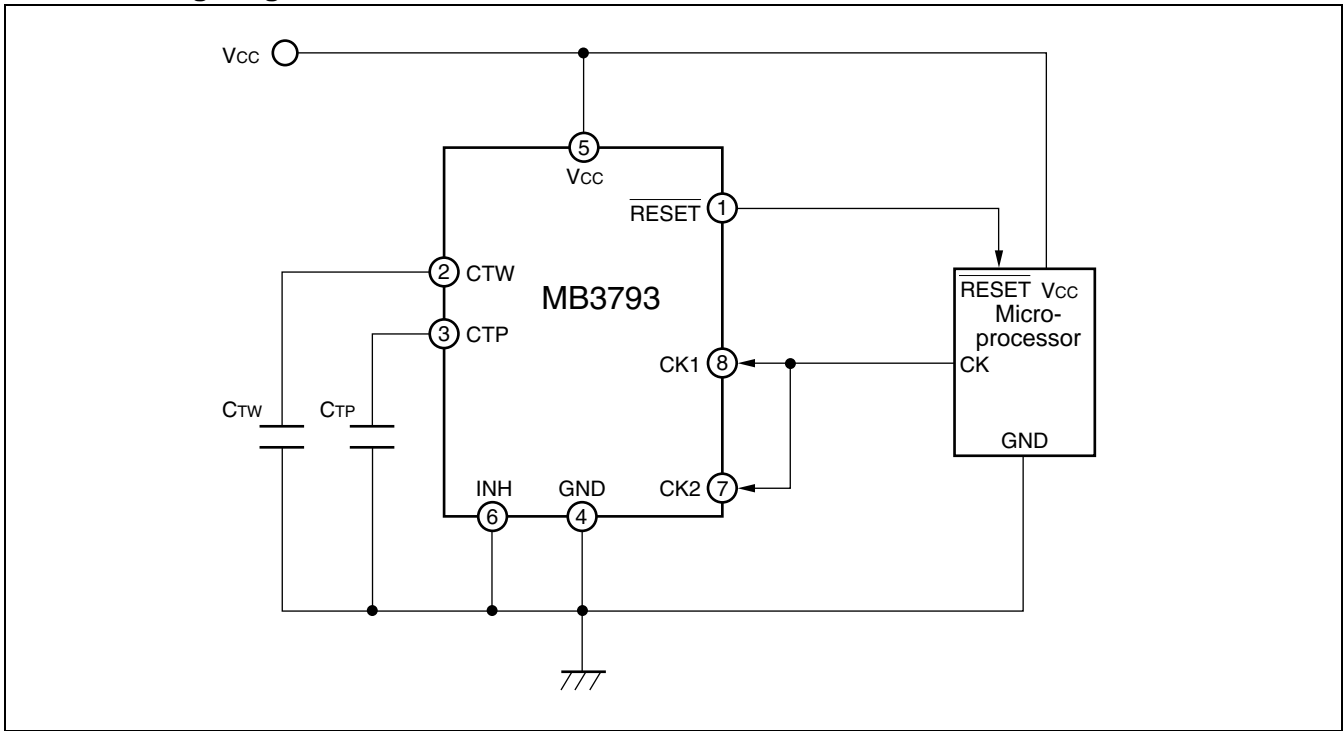 Vcc
5
Vcc
RESET
1
2
CTW
MB3793
3
CTP
RESET Vcc
Micro-
processor
CK1
8
CK
CTW
CTP
GND
INH
GND
CK2
7
6
4